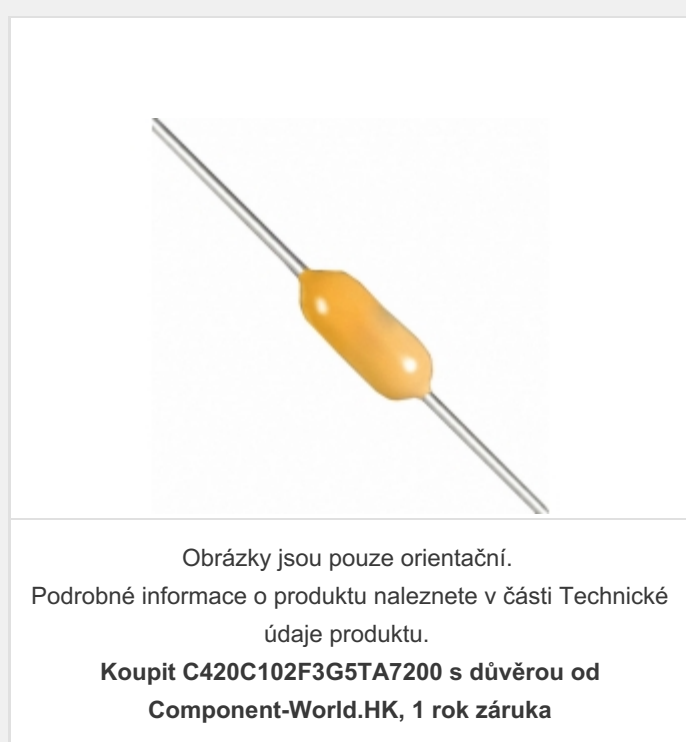 Obrázky jsou pouze orientační.
Podrobné informace o produktu naleznete v části Technické
údaje produktu.
Koupit C420C102F3G5TA7200 s důvěrou od
Component-World.HK, 1 rok záruka